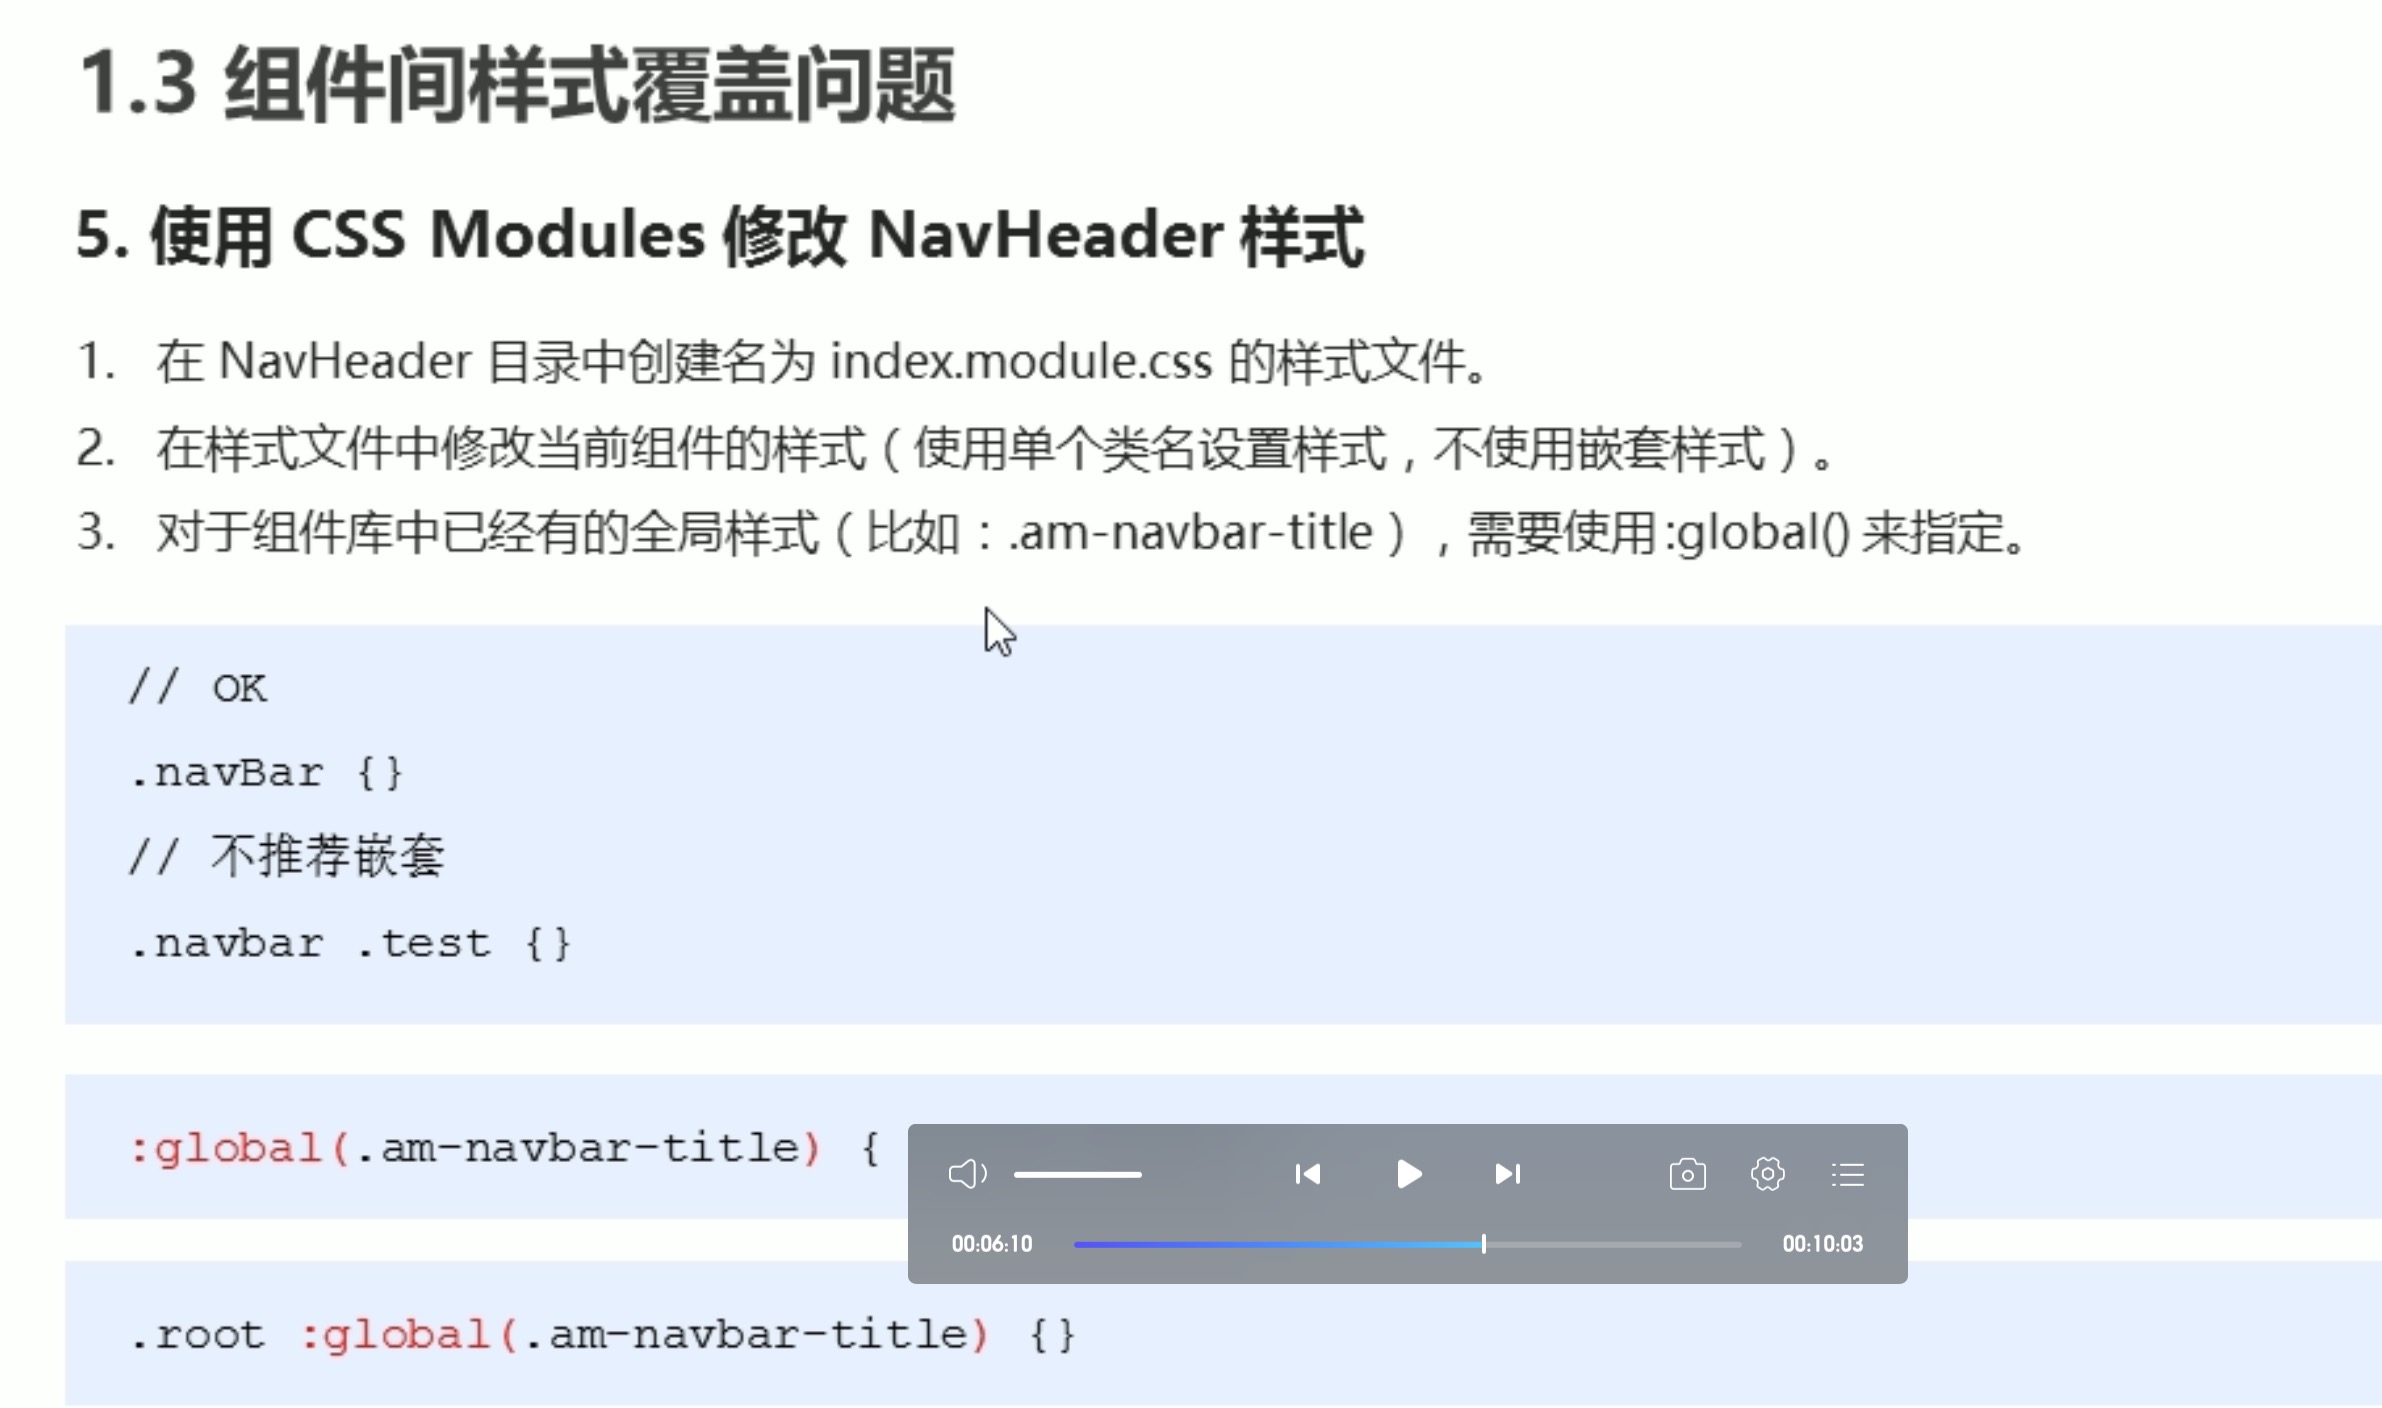 1.3 组件间样式覆盖问题
5. 使用 CSS Modules 修改 NavHeader 样式
1. 在 NavHeader 目录中创建名为 index.module.css 的样式文件。
2. 在样式文件中修改当前组件的样式（使用单个类名设置样式，不使用嵌套样式）。
3. 对于组件库中已经有的全局样式（比如：.am-navbar-title），需要使用:global() 来指定。
// OK
.navBar {}
// 不推荐嵌套
.navbar .test {}
:global(.am-navbar-title) {
00:06:10
00:10:03
.root :global(.am-navbar-title) {}